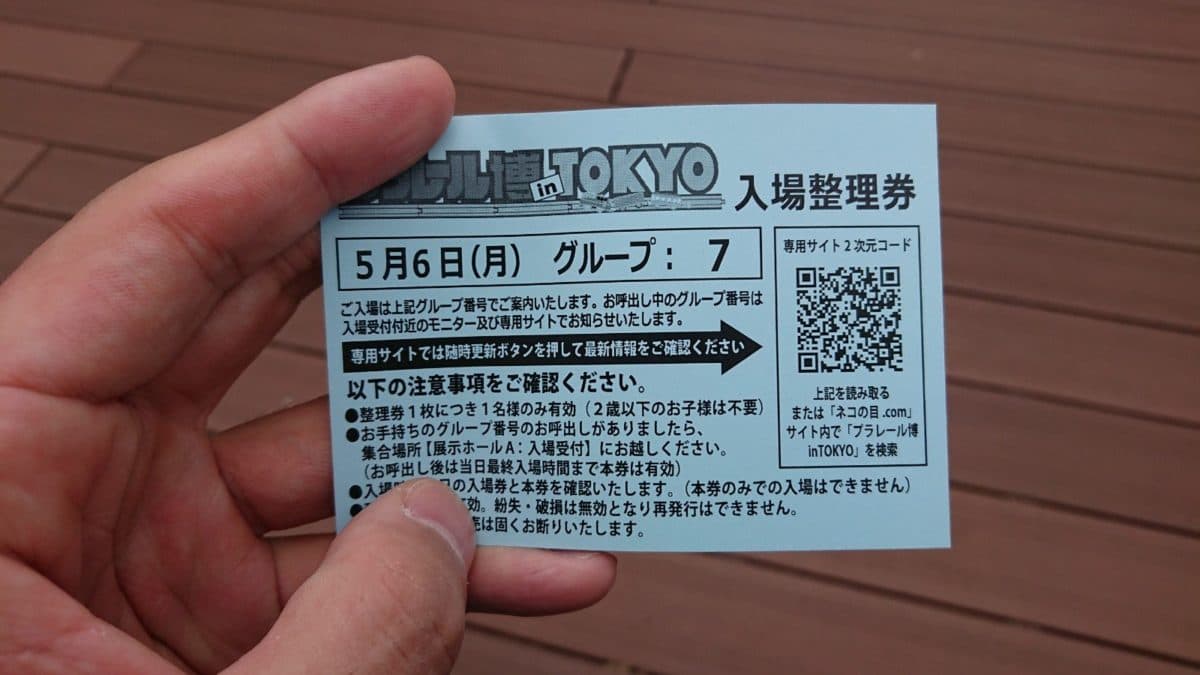 ラレール博 in TOKYO 入場整理券
5月6日(月) グループ： 7
ご入場は上記グループ番号でご案内いたします。お呼出し中のグループ番号は
入場受付付近のモニター及び専用サイトでお知らせいたします。
専用サイトでは随時更新ボタンを押して最新情報をご確認ください
以下の注意事項をご確認ください。
●整理券1枚につき1名様のみ有効（2歳以下のお子様は不要）
●お手持ちのグループ番号のお呼出しがありましたら、
集合場所【展示ホールA：入場受付】にお越しください。
（お呼出し後は当日最終入場時間まで本券は有効）
●入場 の入場券と本券を確認いたします。（本券のみでの入場はできません）
効。紛失・破損は無効となり再発行はできません。
売は固くお断りいたします。
専用サイト2次元コード
上記を読み取る
または「ネコの目.com」
サイト内で「プラレール博
inTOKYO」を検索